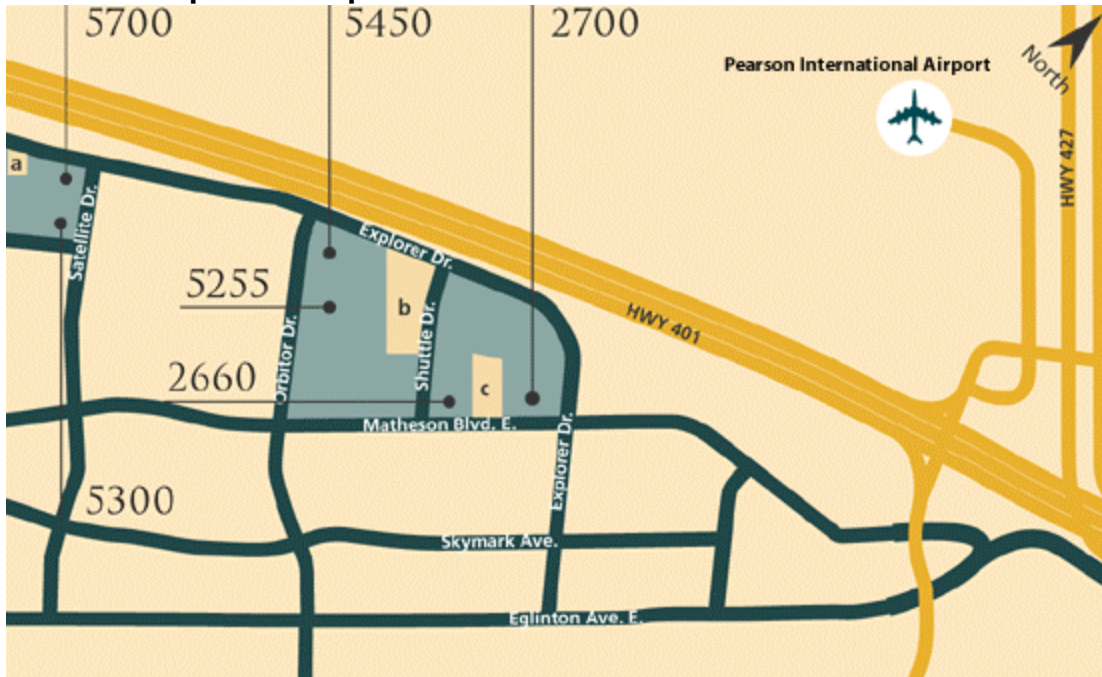 5700
5450
2700
Pearson International Airport
North
HWY 427
a
Satellite Dr.
Explorer Dr.
5255
b
HWY 401
Orbitor Dr.
Shuttle Dr.
2660
c
Matheson Blvd. E.
Explorer Dr.
5300
Skymark Ave.
Eglinton Ave. E.